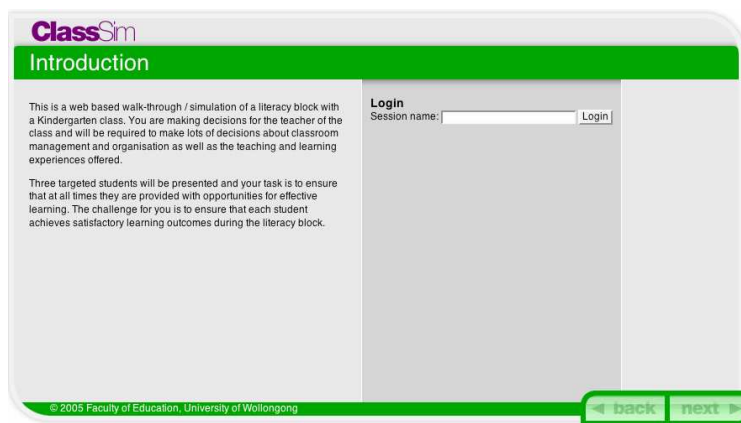 ClassSim
Introduction
This is a web based walk-through / simulation of a literacy block with
a Kindergarten class. You are making decisions for the teacher of the
class and will be required to make lots of decisions about classroom
management and organisation as well as the teaching and learning
experiences offered.
Three targeted students will be presented and your task is to ensure
that at all times they are provided with opportunities for effective
learning. The challenge for you is to ensure that each student
achieves satisfactory learning outcomes during the literacy block.
Login
Session name: Login
© 2005 Faculty of Education, University of Wollongong
back next